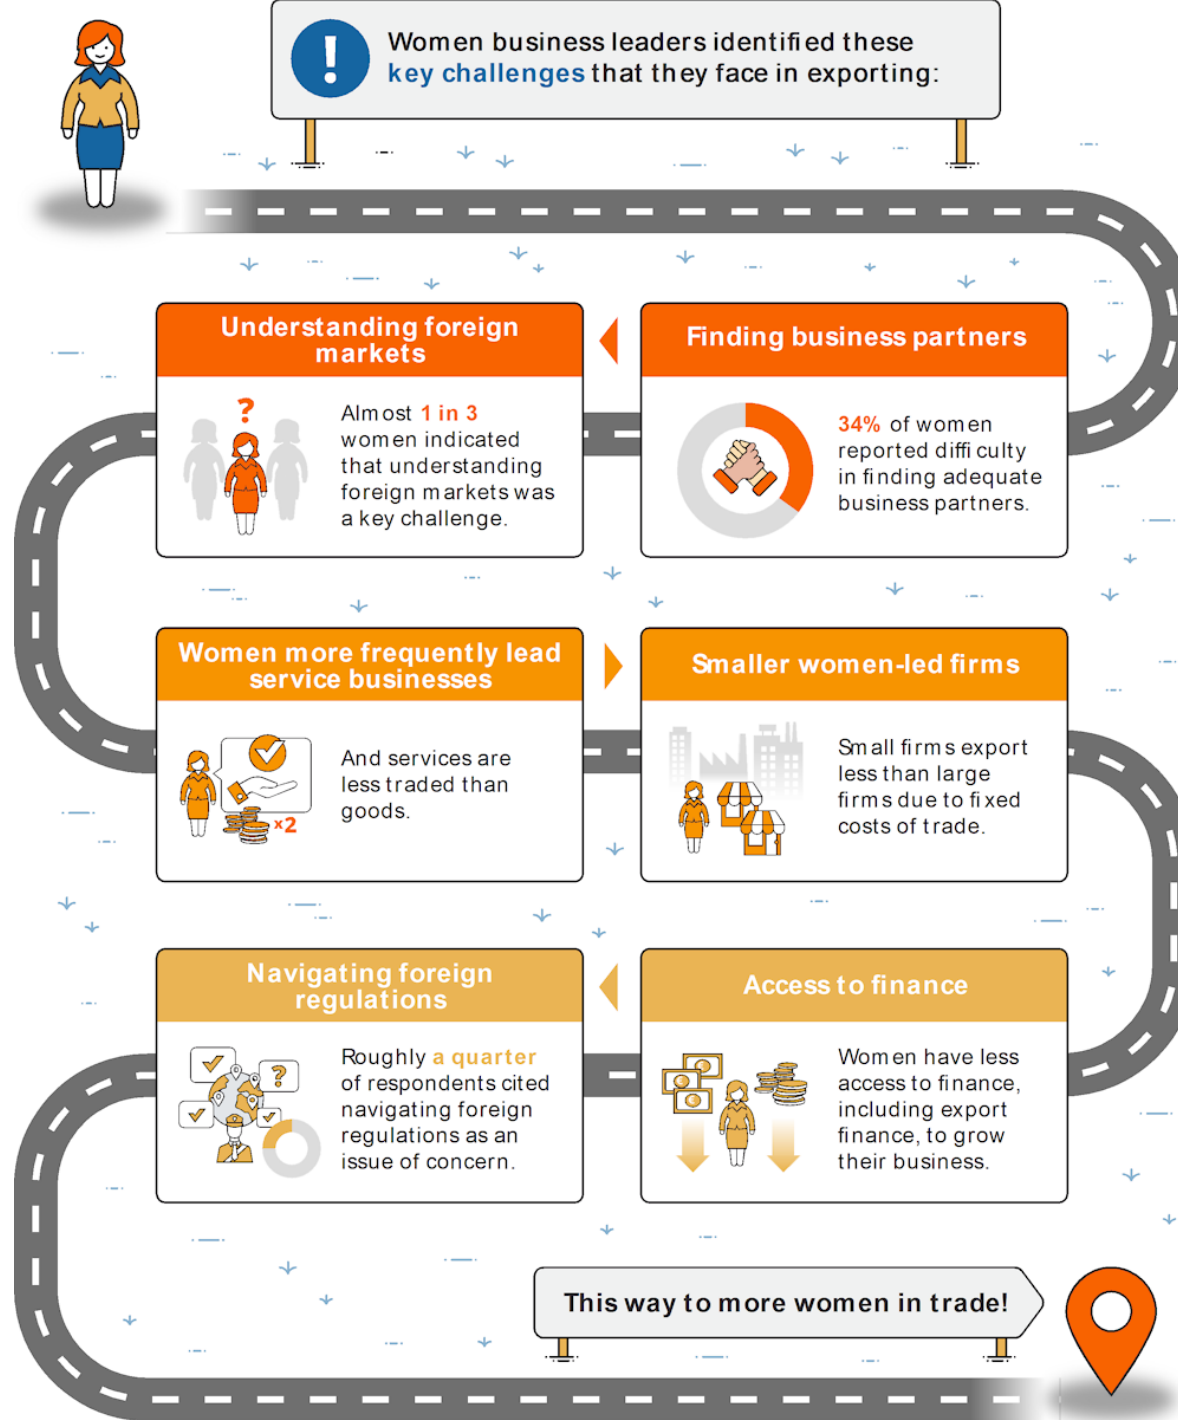 Women business leaders identified these
key challenges that they face in exporting:
Finding business partners
34% of women
reported difficulty
in finding adequate
business partners.
Understanding foreign
markets
?
Almost 1 in 3
women indicated
that understanding
foreign markets was
a key challenge.
Women more frequently lead
service businesses
x2
And services are
less traded than
goods.
Smaller women-led firms
Small firms export
less than large
firms due to fixed
costs of trade.
Access to finance
Women have less
access to finance,
including export
finance, to grow
their business.
Navigating foreign
regulations
?
Roughly a quarter
of respondents cited
navigating foreign
regulations as an
issue of concern.
This way to more women in trade!